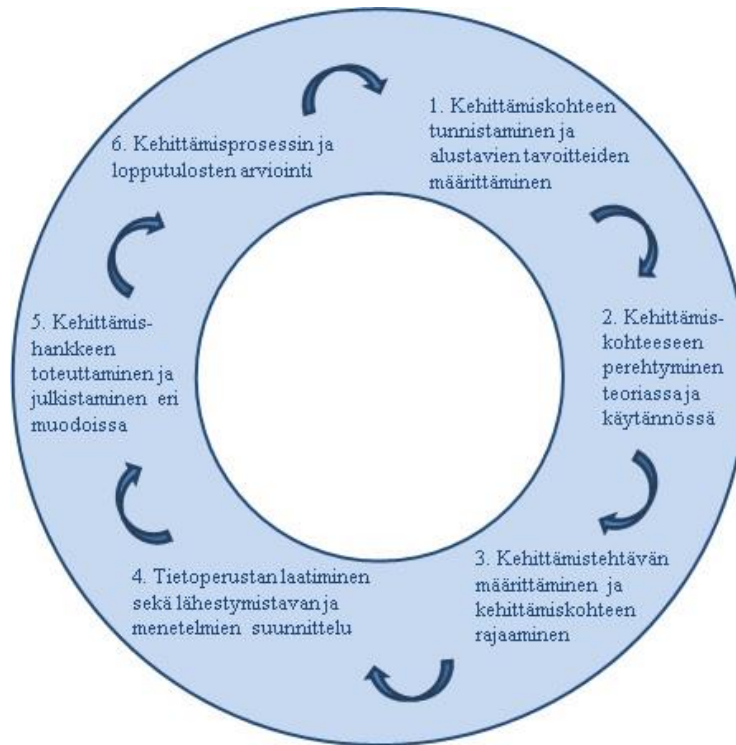 1. Kehittämiskohteen
tunnistaminen ja
alustavien tavoitteiden
määrittäminen
2. Kehittämis-
kohteeseen
perehtyminen
teoriassa ja
käytännössä
3. Kehittämistehtävän
määrittäminen ja
kehittämiskohteen
rajaaminen
4. Tietoperustan laatiminen
sekä lähestymistavan ja
menetelmien suunnittelu
5. Kehittämis-
hankkeen
toteuttaminen ja
julkistaminen eri
muodoissa
6. Kehittämisprosessin ja
lopputulosten arviointi